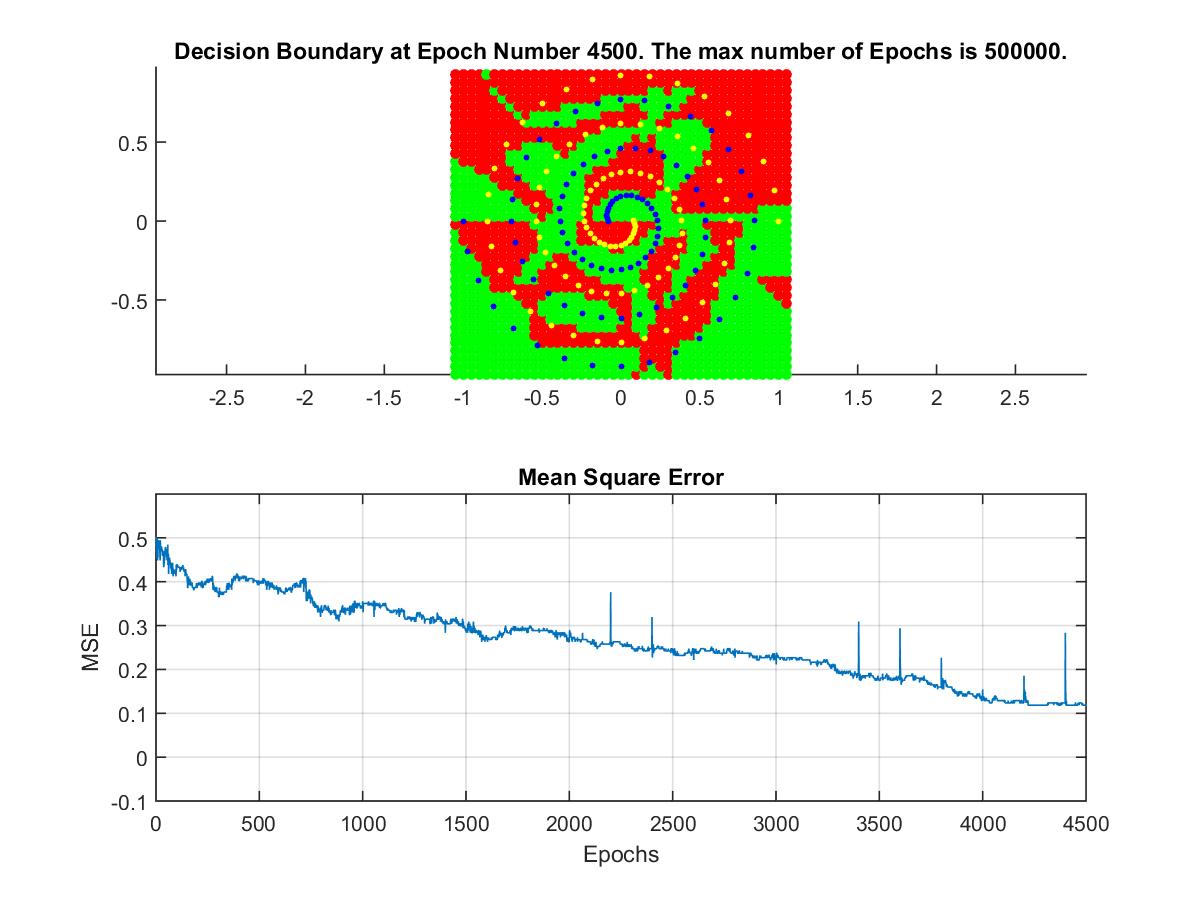 Decision Boundary at Epoch Number 4500. The max number of Epochs is 500000.
0.5
0
-0.5
-2.5 -2 -1.5 -1 -0.5 0 0.5 1 1.5 2 2.5
Mean Square Error
0.5
0.4
0.3
0.2
0.1
0
-0.1
MSE
0 500 1000 1500 2000 2500 3000 3500 4000 4500
Epochs